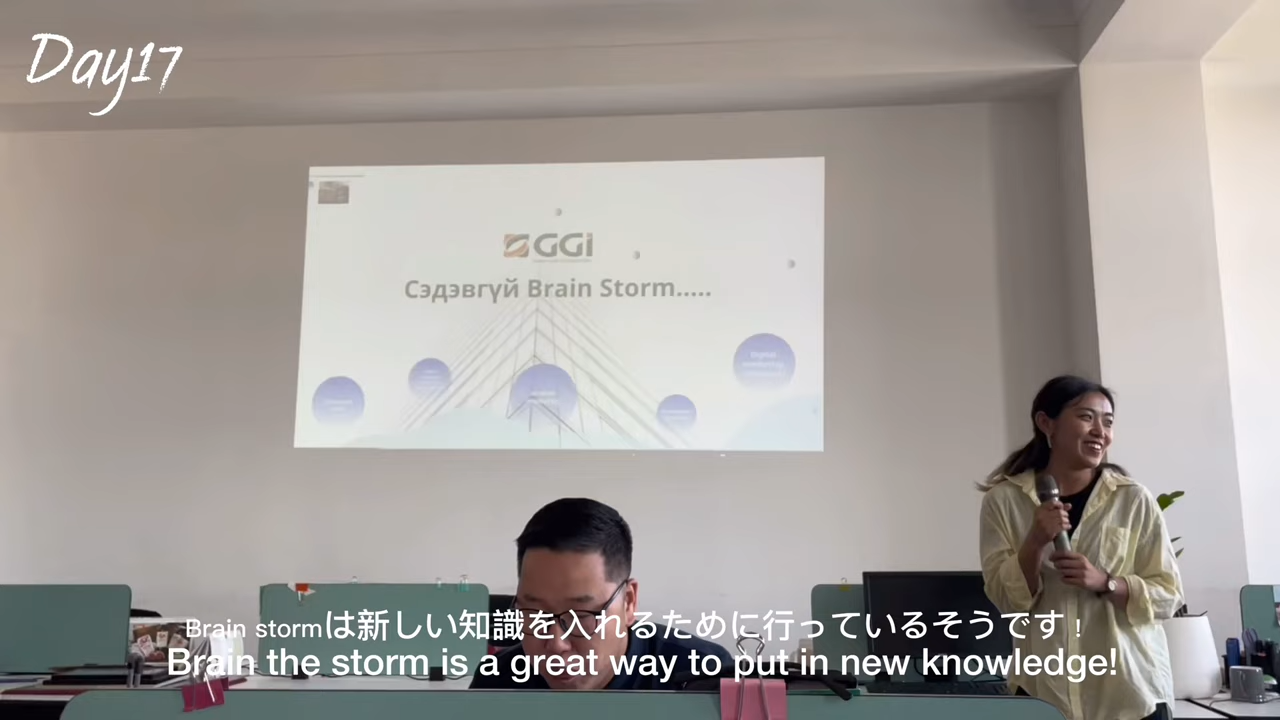 Day17
GGi
Сэдэвгүй Brain Storm.....
Brain stormは新しい知識を入れるために行っているそうです！
Brain the storm is a great way to put in new knowledge!